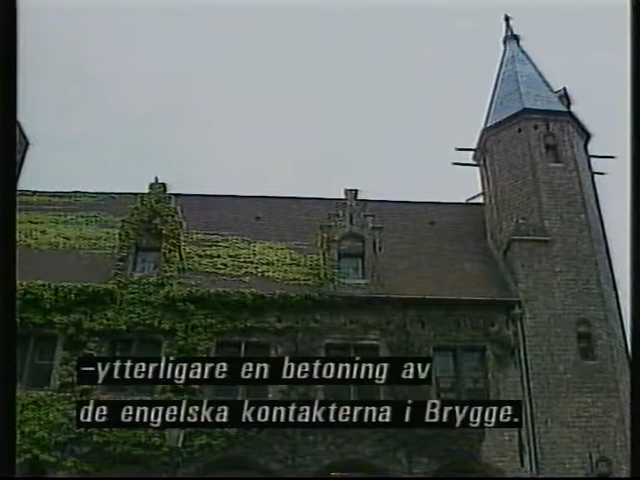 –ytterligare en betoning av
de engelska kontakterna i Brygge.